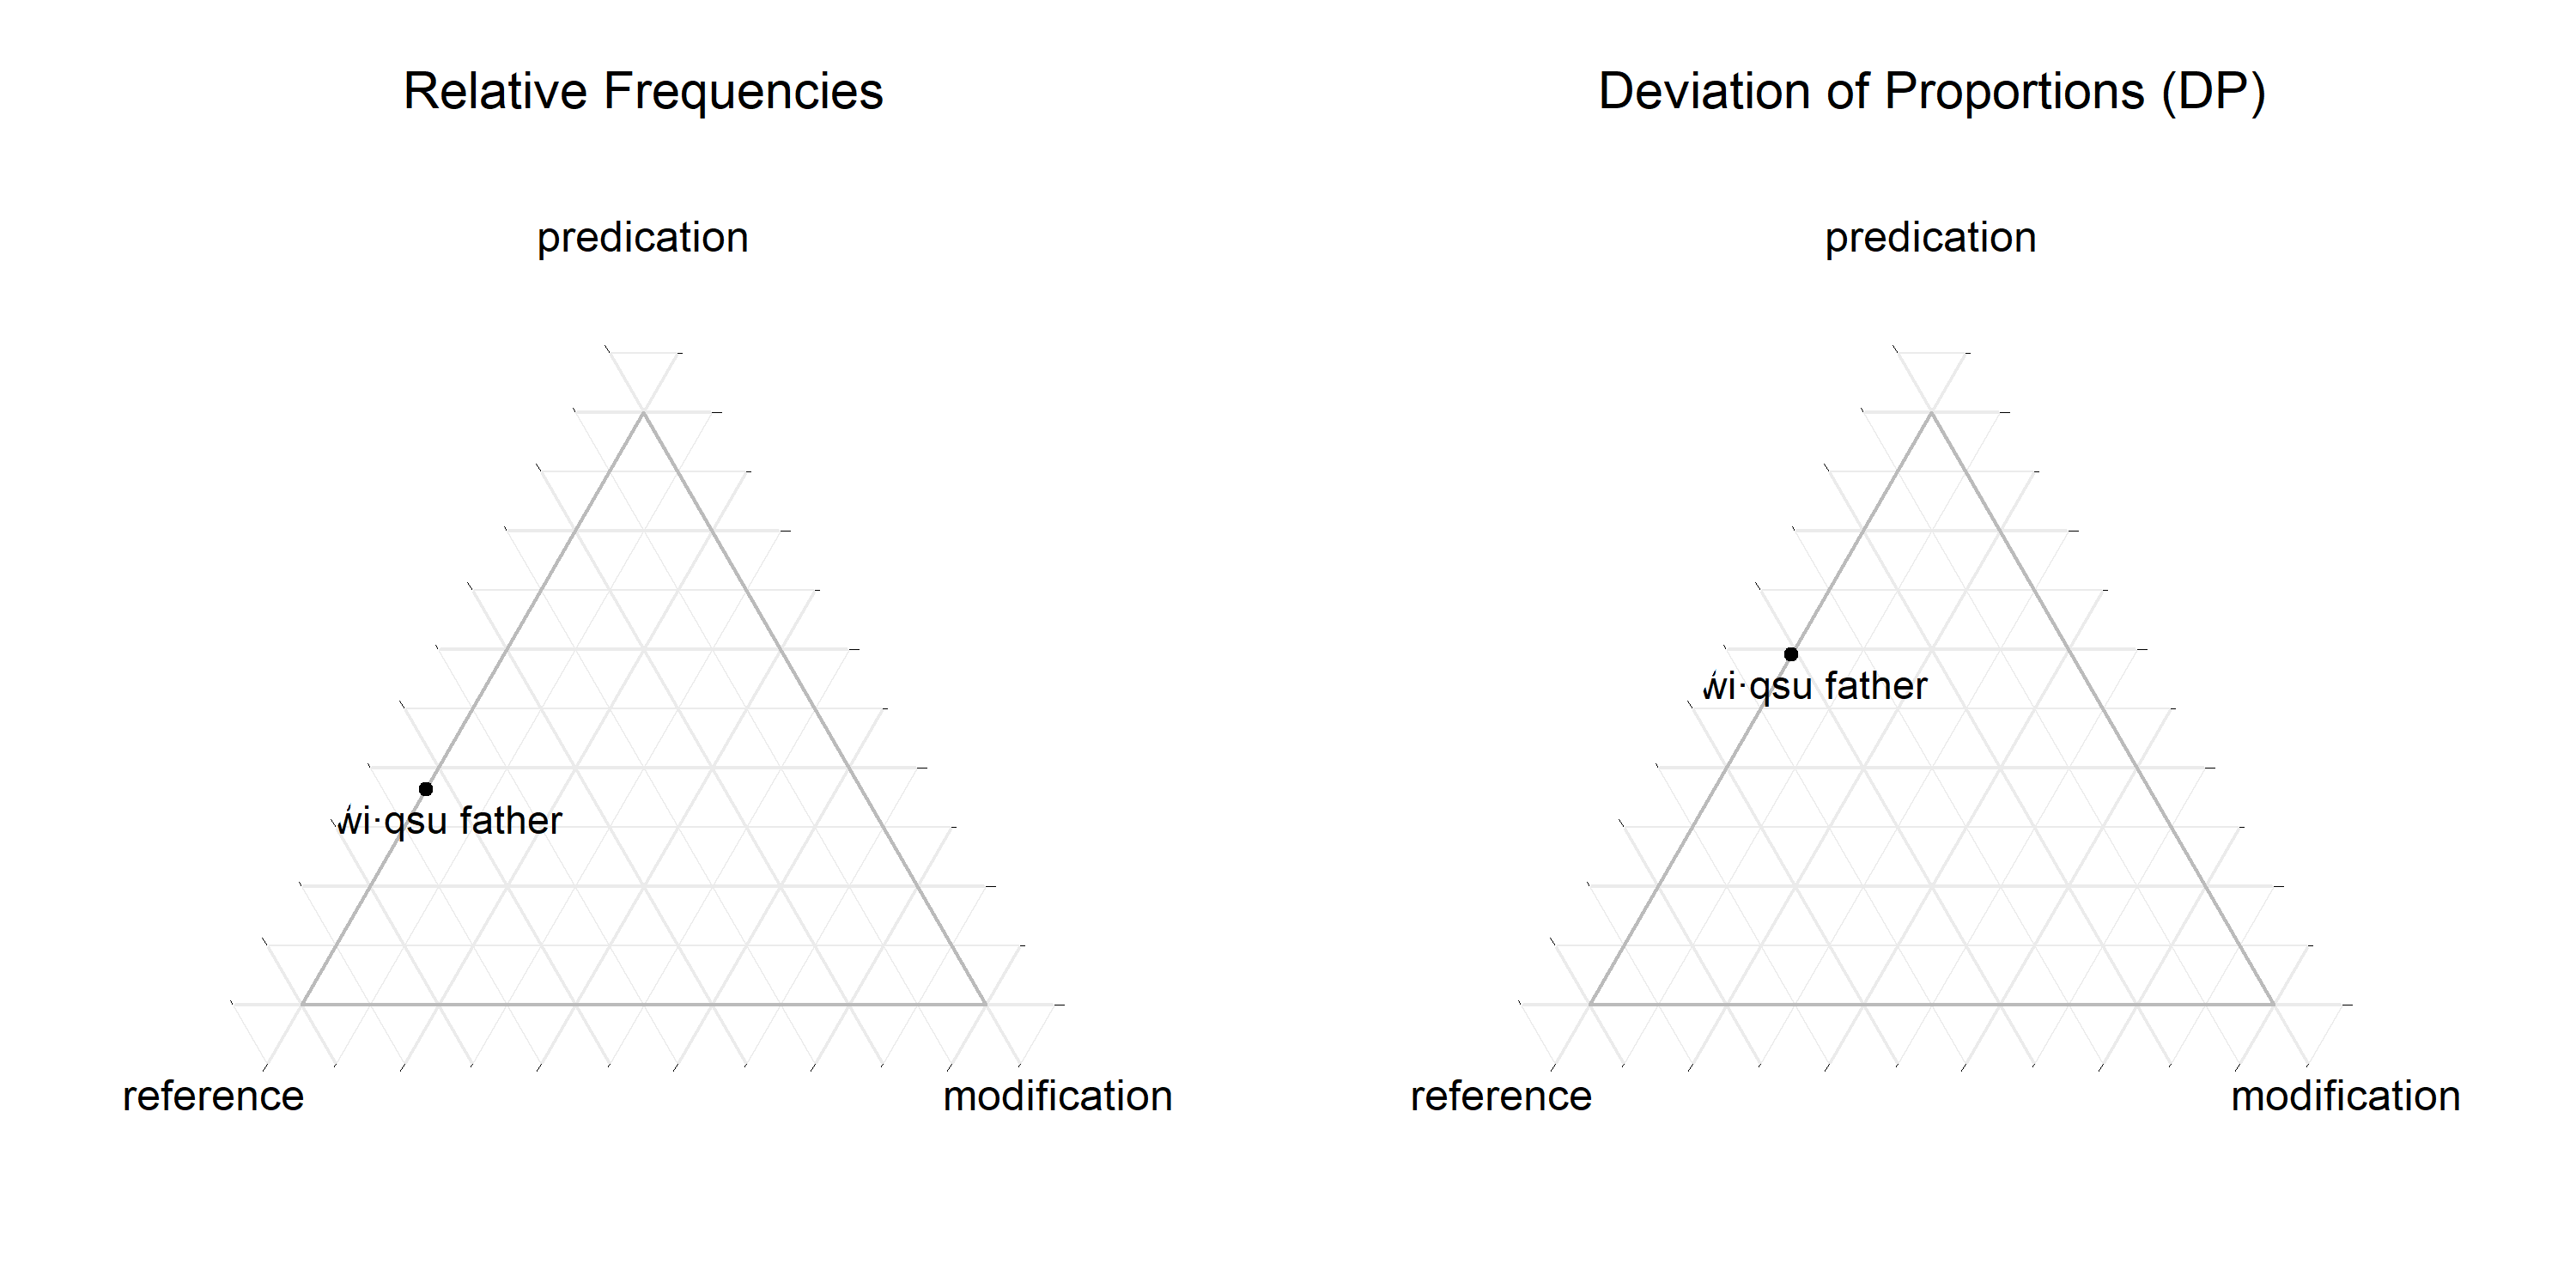 Relative Frequencies
predication
wi·qsu father
reference
modification
Deviation of Proportions (DP)
predication
wi·qsu father
reference
modification